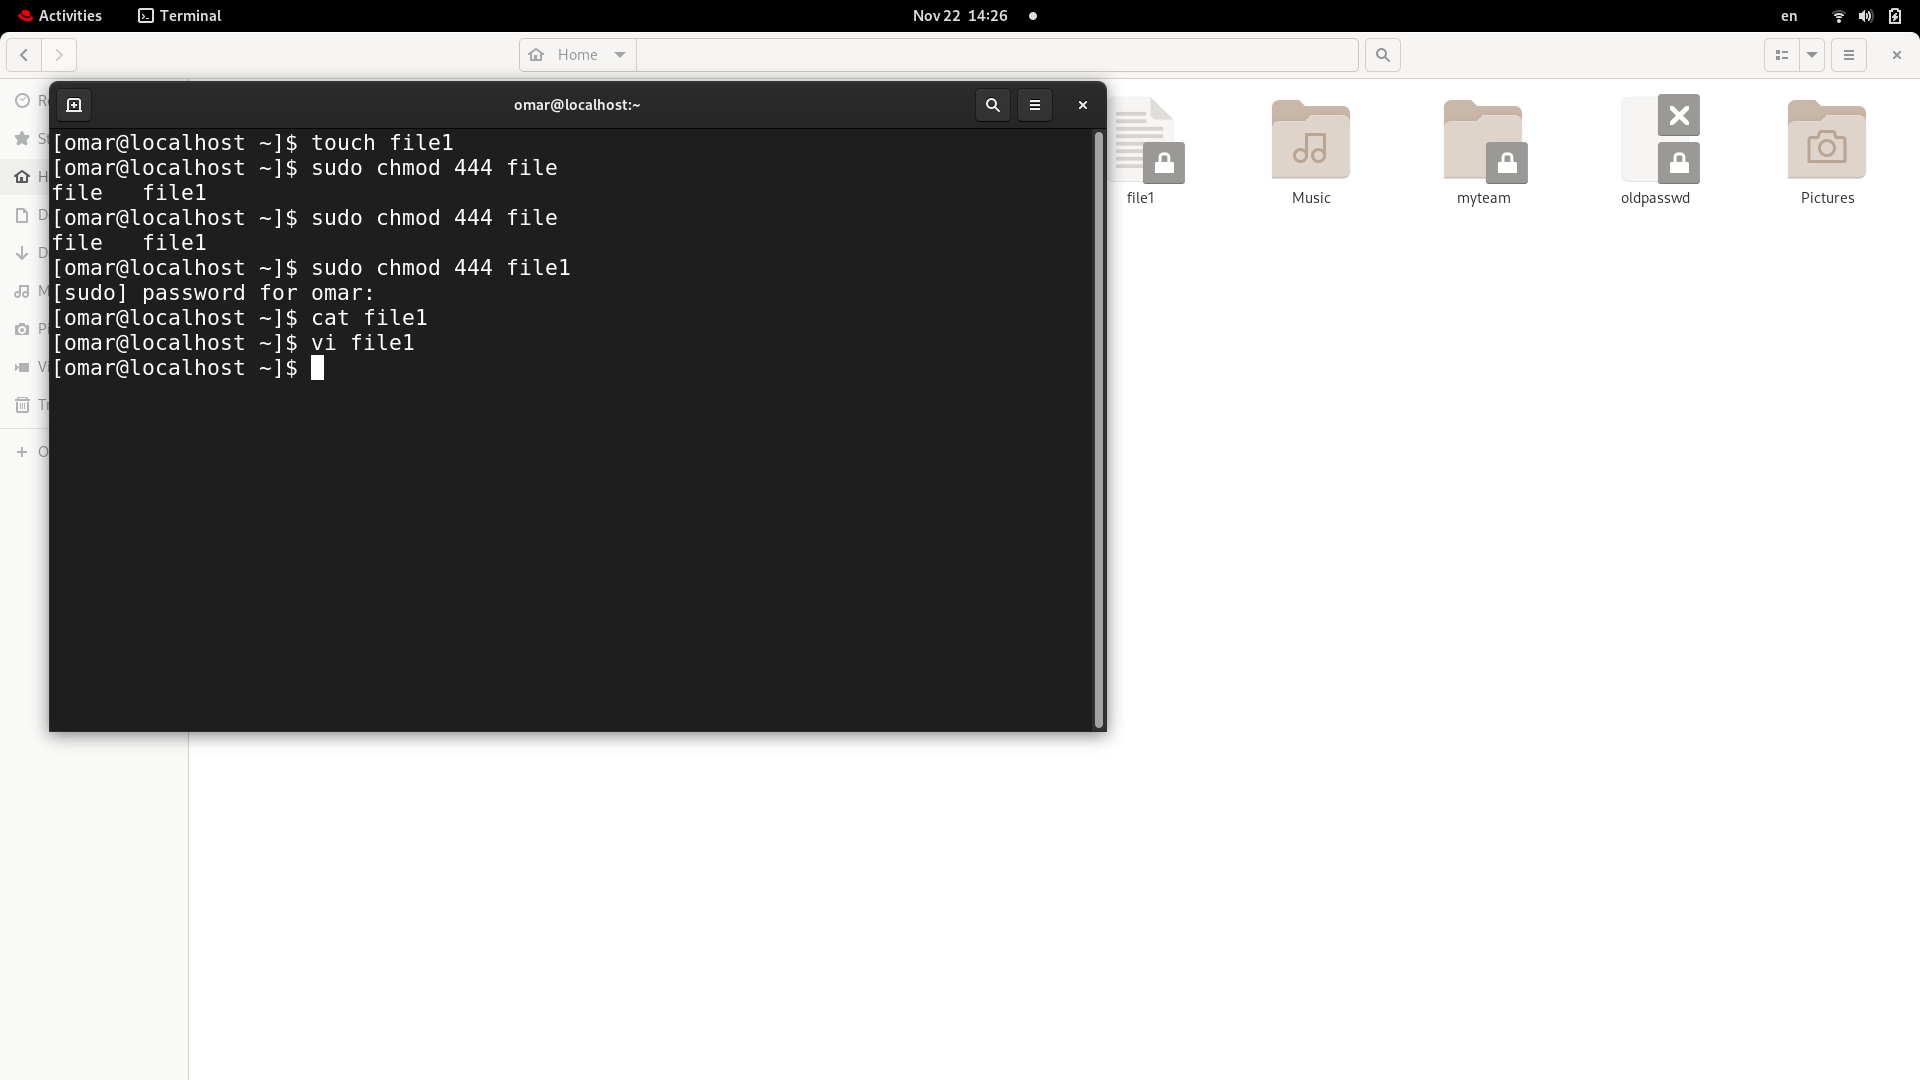 Activities
Terminal
Nov 22 14:26
en
Home
omar@localhost:~
[omar@localhost ~]$ touch file1
[omar@localhost ~]$ sudo chmod 444 file
file   file1
[omar@localhost ~]$ sudo chmod 444 file
file   file1
[omar@localhost ~]$ sudo chmod 444 file1
[sudo] password for omar:
[omar@localhost ~]$ cat file1
[omar@localhost ~]$ vi file1
[omar@localhost ~]$
file1
Music
myteam
oldpasswd
Pictures